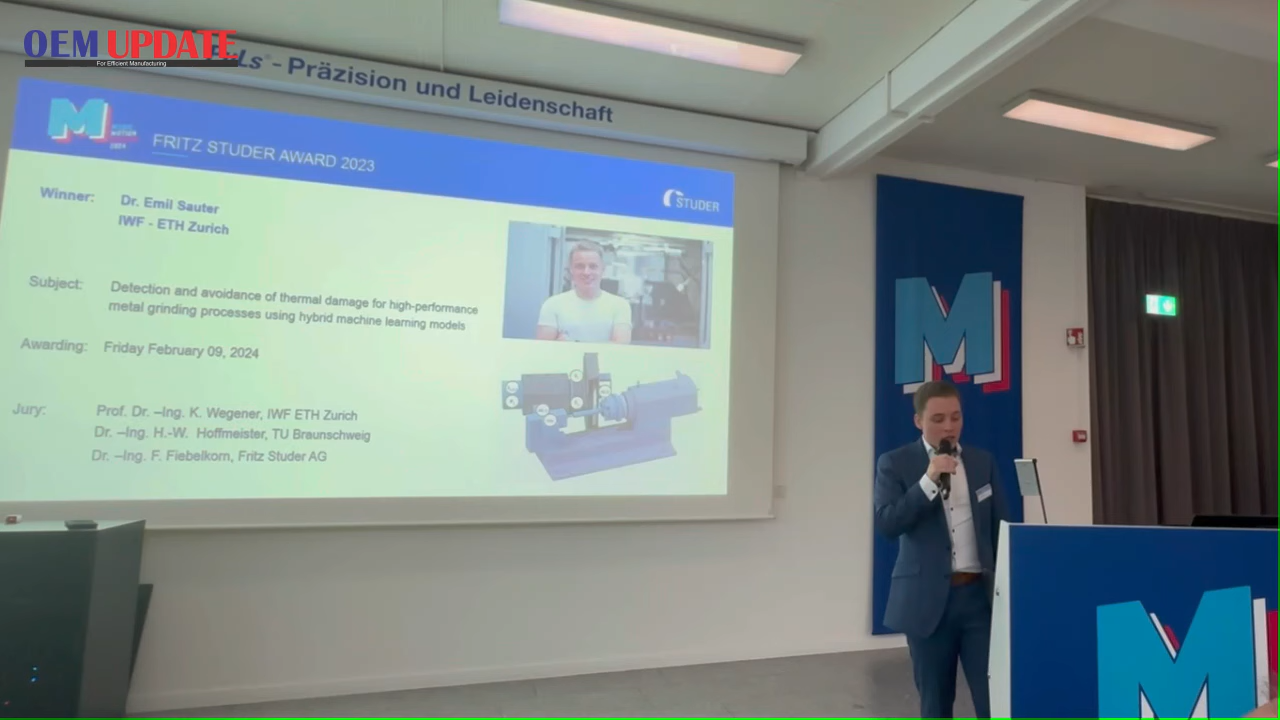 OEM UPDATE
For Efficient Manufacturing
- Präzision und Leidenschaft
MOTION
2024
FRITZ STUDER AWARD 2023
STUDER
Winner: Dr. Emil Sauter
IWF - ETH Zurich
Subject: Detection and avoidance of thermal damage for high-performance
metal grinding processes using hybrid machine learning models
Awarding: Friday February 09, 2024
Jury: Prof. Dr. –Ing. K. Wegener, IWF ETH Zurich
Dr. –Ing. H.-W. Hoffmeister, TU Braunschweig
Dr. –Ing. F. Fiebelkorn, Fritz Studer AG
M
M